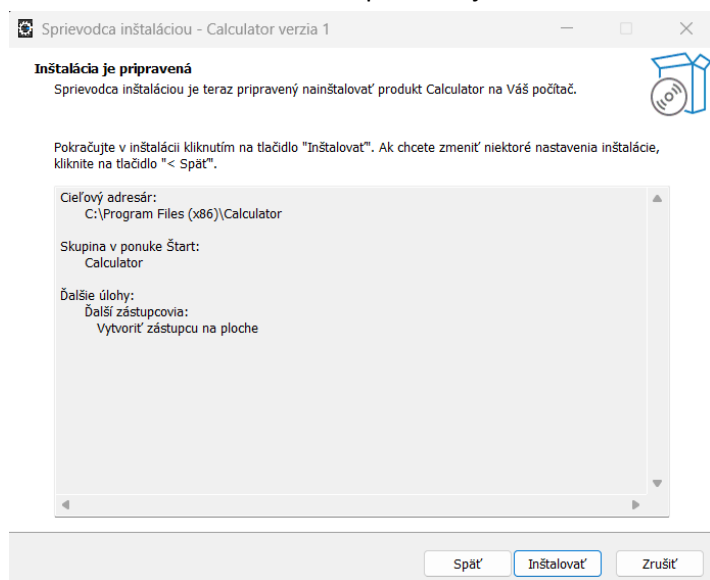 Sprievodca inštaláciou - Calculator verzia 1
Inštalácia je pripravená
Sprievodca inštaláciou je teraz pripravený nainštalovať produkt Calculator na Váš počítač.
Pokračujte v inštalácii kliknutím na tlačidlo "Inštalovať". Ak chcete zmeniť niektoré nastavenia inštalácie,
kliknite na tlačidlo "< Späť".
Cieľový adresár:
C:\Program Files (x86)\Calculator
Skupina v ponuke Štart:
Calculator
Ďalšie úlohy:
Ďalší zástupcovia:
Vytvoriť zástupcu na ploche
Späť Inštalovať Zrušiť